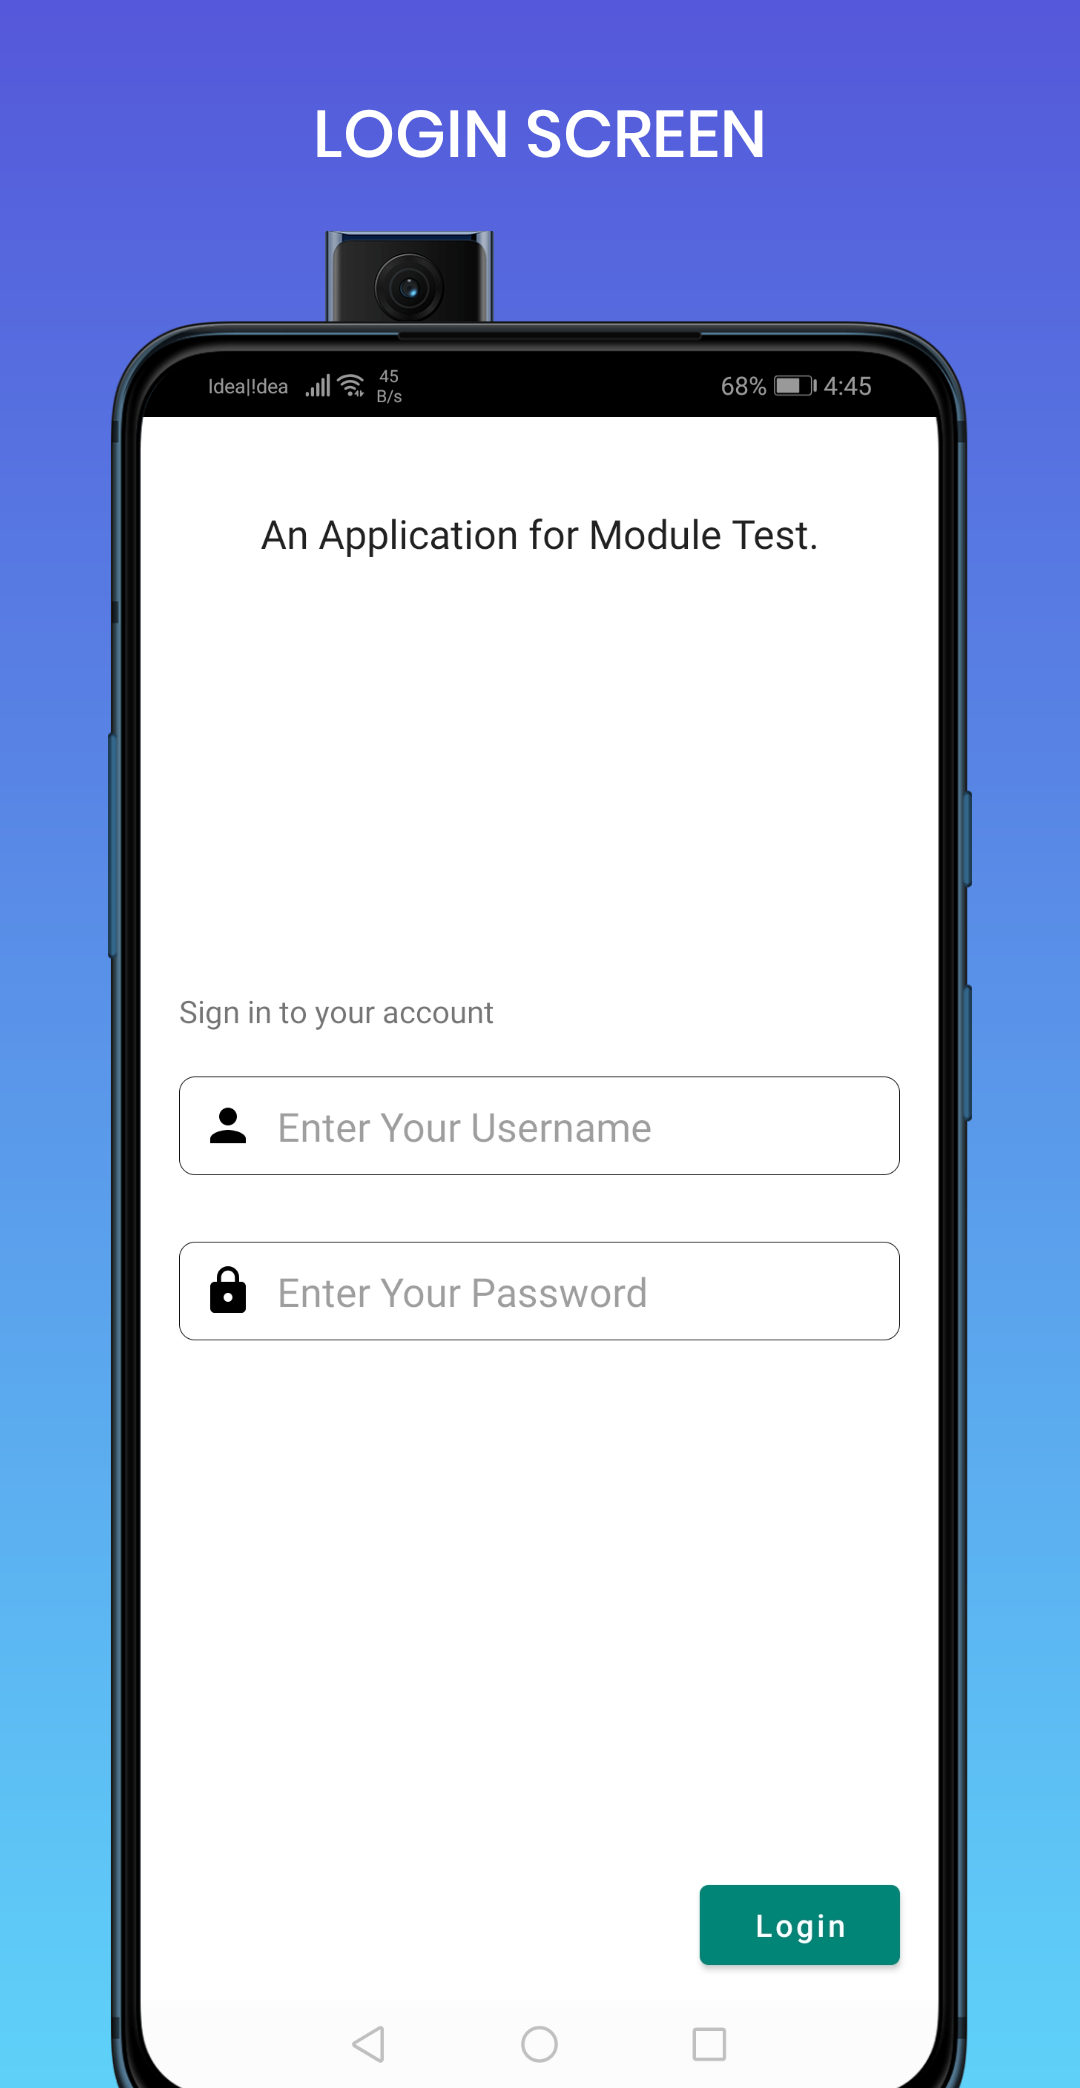 LOGIN SCREEN
Idea|!dea 45 B/s 68% 4:45
An Application for Module Test.
Sign in to your account
Enter Your Username
Enter Your Password
Login